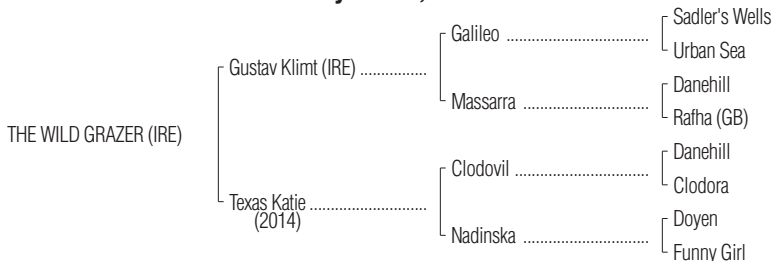 Sadler's Wells
Galileo ......................................
Urban Sea
Gustav Klimt (IRE) ................
Danehill
Massarra ..................................
Rafha (GB)
THE WILD GRAZER (IRE)
Danehill
Clodovil ....................................
Clodora
Texas Katie ............................
(2014)
Doyen
Nadinska .................................
Funny Girl